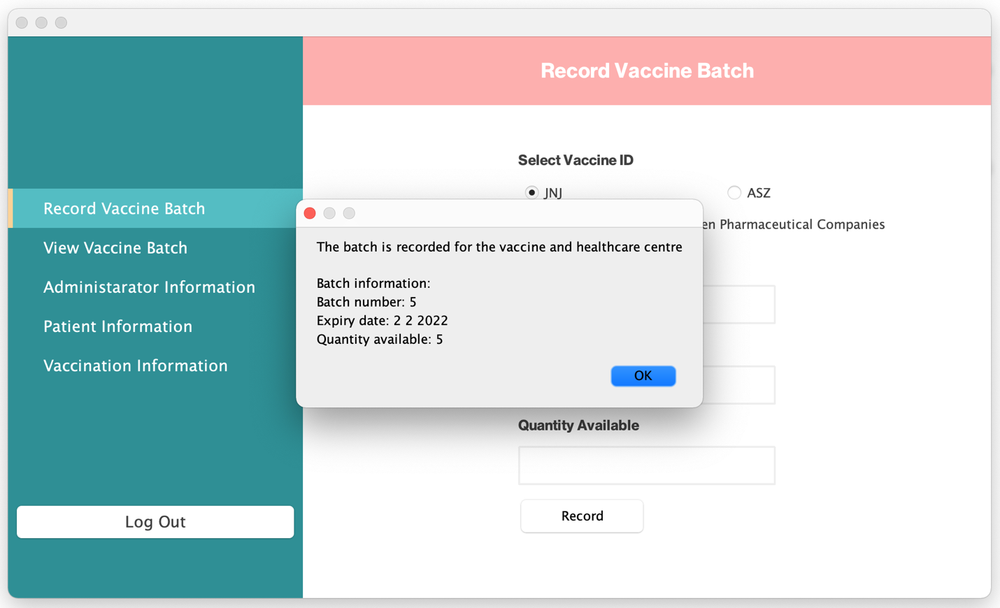 Record Vaccine Batch
Select Vaccine ID
JNJ
ASZ
Pharmaceutical Companies
Record Vaccine Batch
View Vaccine Batch
Administarator Information
Patient Information
Vaccination Information
Log Out
The batch is recorded for the vaccine and healthcare centre
Batch information:
Batch number: 5
Expiry date: 2 2 2022
Quantity available: 5
OK
Quantity Available
Record